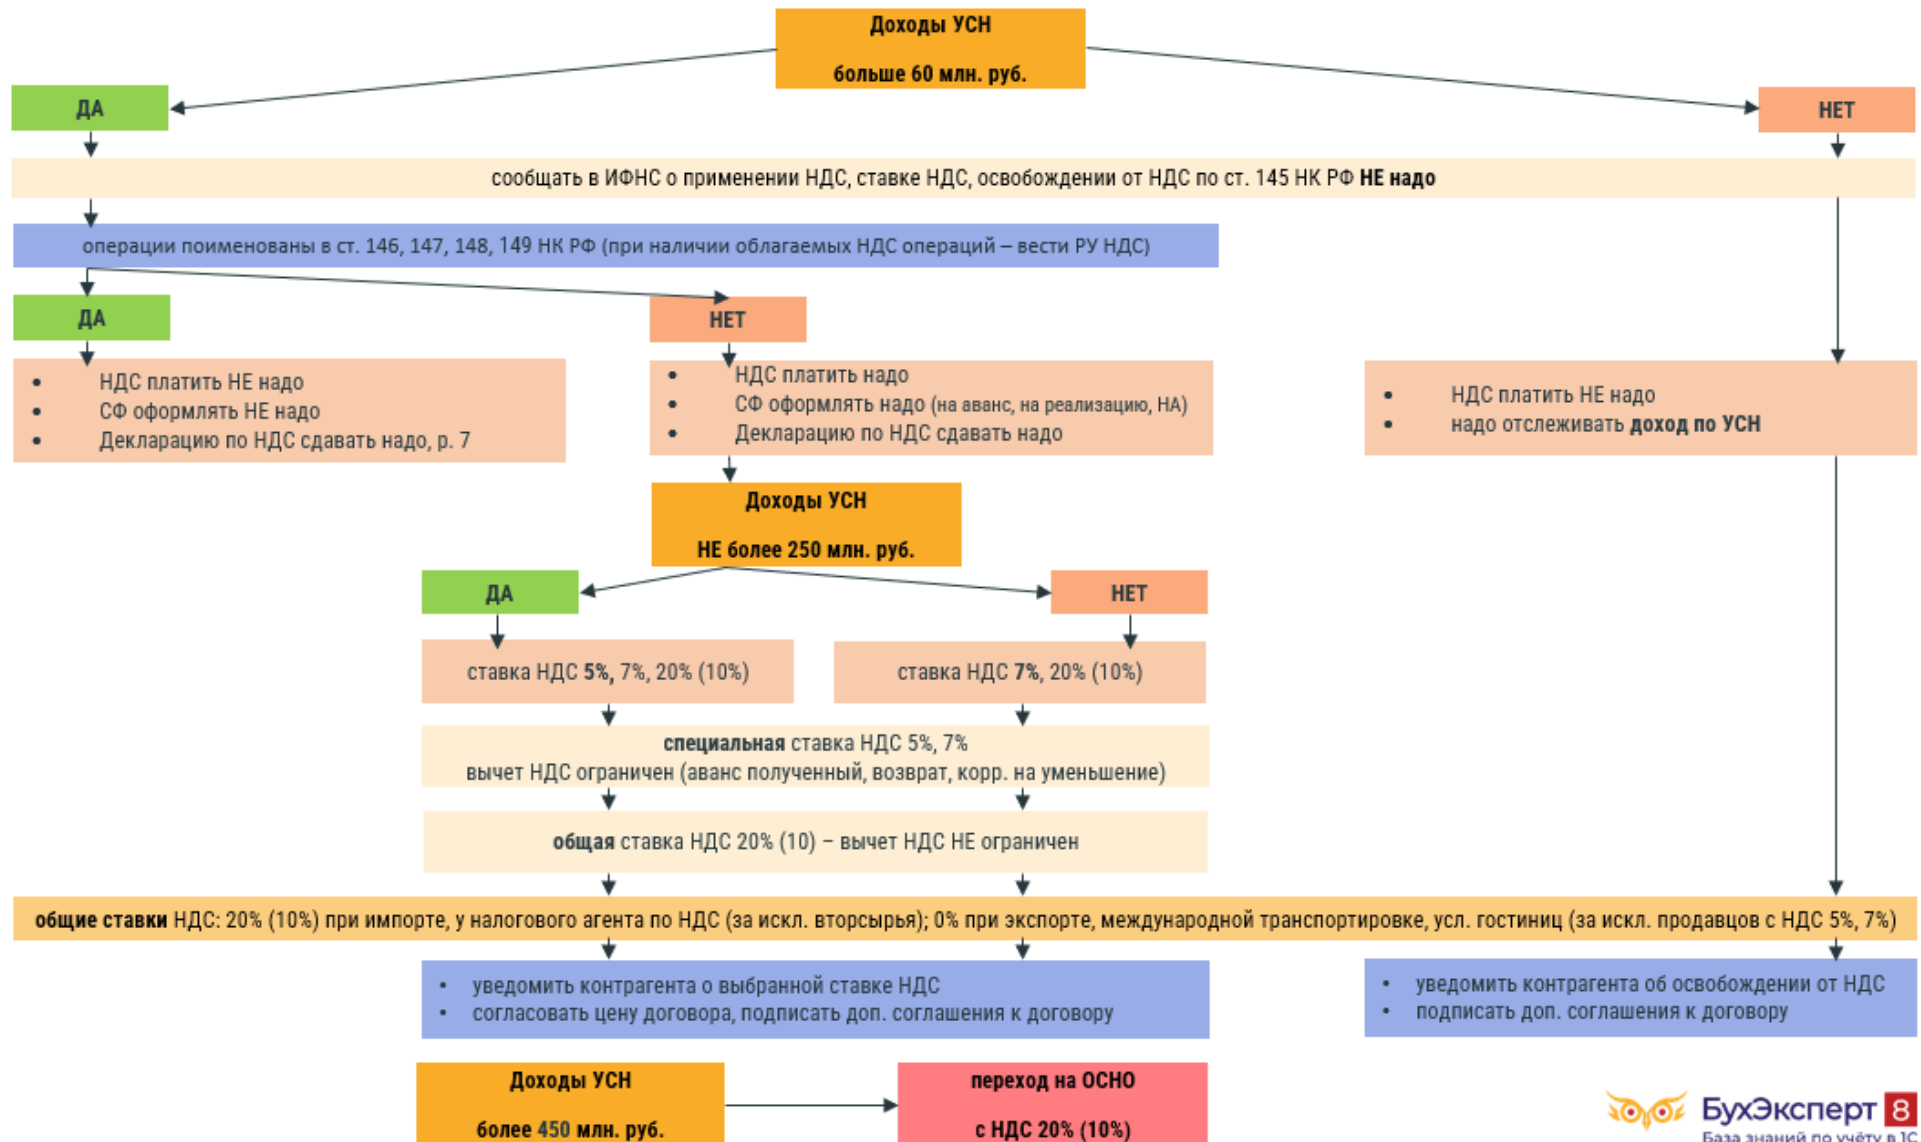 Доходы УСН
больше 60 млн. руб.
ДА
НЕТ
сообщать в ИФНС о применении НДС, ставке НДС, освобождении от НДС по ст. 145 НК РФ НЕ надо
операции поименованы в ст. 146, 147, 148, 149 НК РФ (при наличии облагаемых НДС операций – вести РУ НДС)
ДА
НЕТ
• НДС платить НЕ надо
• СФ оформлять НЕ надо
• Декларацию по НДС сдавать надо, р. 7
• НДС платить надо
• СФ оформлять надо (на аванс, на реализацию, НА)
• Декларацию по НДС сдавать надо
• НДС платить НЕ надо
• надо отслеживать доход по УСН
Доходы УСН
НЕ более 250 млн. руб.
ДА
НЕТ
ставка НДС 5%, 7%, 20% (10%)
ставка НДС 7%, 20% (10%)
специальная ставка НДС 5%, 7%
вычет НДС ограничен (аванс полученный, возврат, корр. на уменьшение)
общая ставка НДС 20% (10) – вычет НДС НЕ ограничен
общие ставки НДС: 20% (10%) при импорте, у налогового агента по НДС (за искл. вторсырья); 0% при экспорте, международной транспортировке, усл. гостиниц (за искл. продавцов с НДС 5%, 7%)
• уведомить контрагента о выбранной ставке НДС
• согласовать цену договора, подписать доп. соглашения к договору
• уведомить контрагента об освобождении от НДС
• подписать доп. соглашения к договору
Доходы УСН
более 450 млн. руб.
переход на ОСНО
с НДС 20% (10%)
БухЭксперт 8
База знаний по учёту в 1С